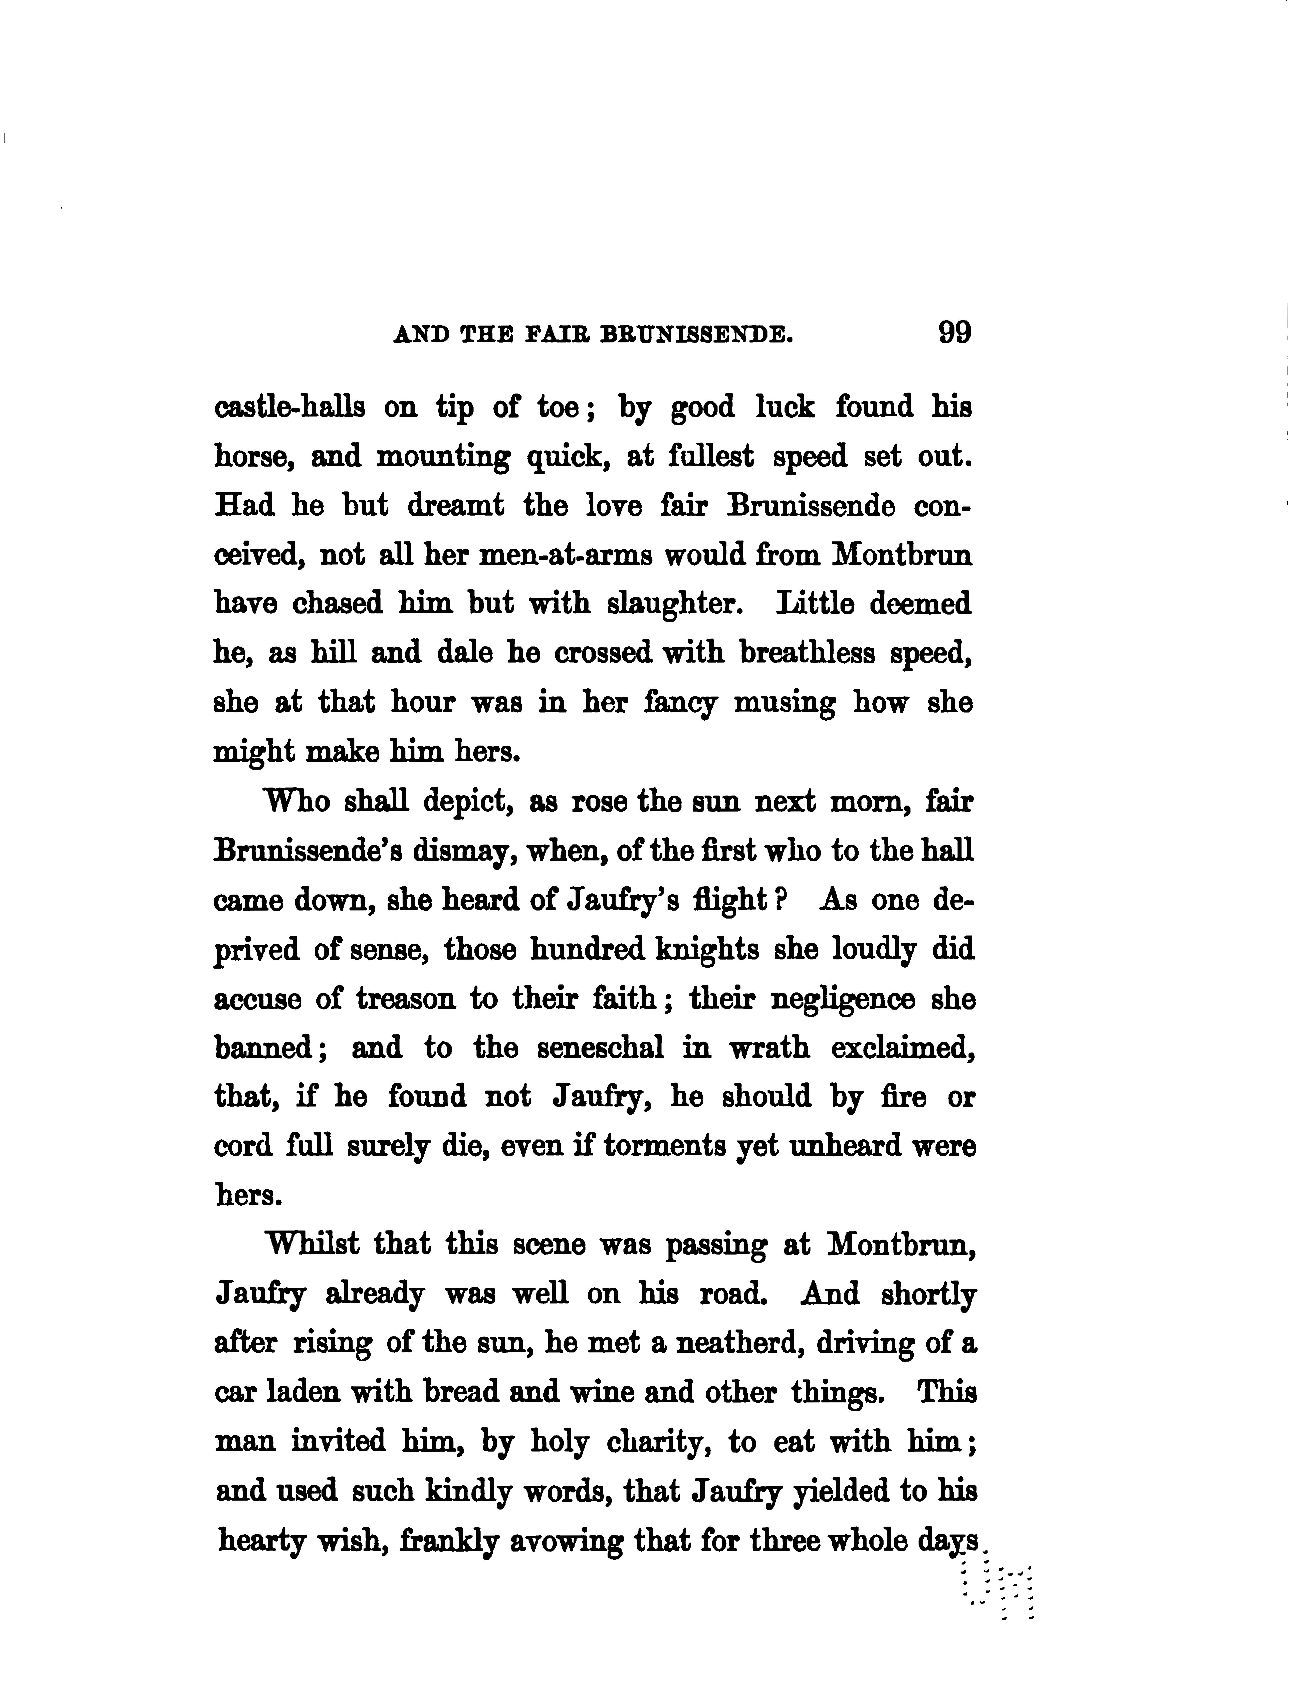 AND THE FAIR BRUNISSENDE. 99
castle-halls on tip of toe; by good luck found his
horse, and mounting quick, at fullest speed set out.
Had he but dreamt the love fair Brunissende con-
ceived, not all her men-at-arms would from Montbrun
have chased him but with slaughter. Little deemed
he, as hill and dale he crossed with breathless speed,
she at that hour was in her fancy musing how she
might make him hers.
Who shall depict, as rose the sun next morn, fair
Brunissende's dismay, when, of the first who to the hall
came down, she heard of Jaufry's flight? As one de-
prived of sense, those hundred knights she loudly did
accuse of treason to their faith; their negligence she
banned; and to the seneschal in wrath exclaimed,
that, if he found not Jaufry, he should by fire or
cord full surely die, even if torments yet unheard were
hers.
Whilst that this scene was passing at Montbrun,
Jaufry already was well on his road. And shortly
after rising of the sun, he met a neatherd, driving of a
car laden with bread and wine and other things. This
man invited him, by holy charity, to eat with him;
and used such kindly words, that Jaufry yielded to his
hearty wish, frankly avowing that for three whole days